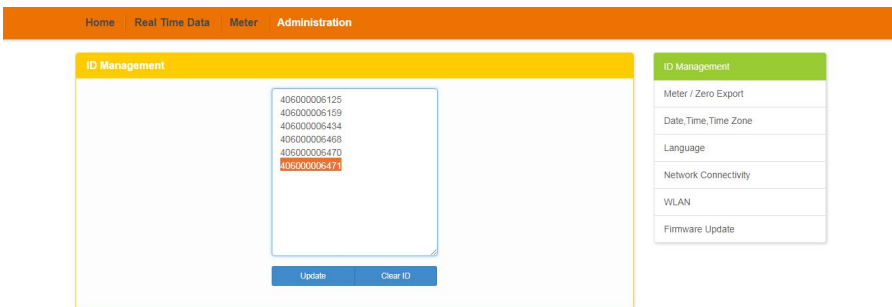 Home Real Time Data Meter Administration
ID Management
406000006125
406000006159
406000006434
406000006468
406000006470
406000006471
Update Clear ID
ID Management
Meter / Zero Export
Date,Time,Time Zone
Language
Network Connectivity
WLAN
Firmware Update